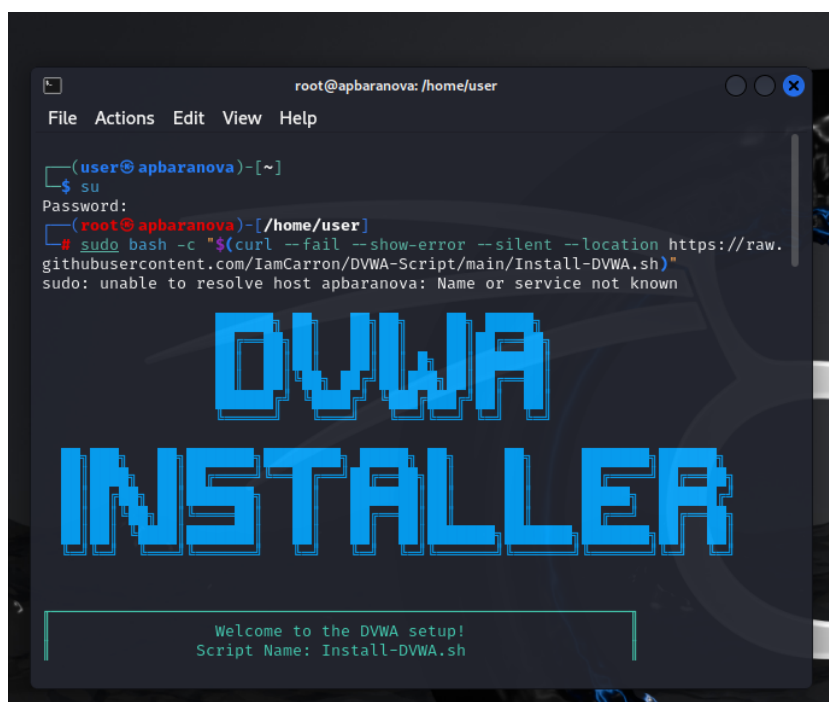 root@apbaranova: /home/user
File Actions Edit View Help
(user㉿apbaranova)-[~]
$ su
Password:
(root㉿apbaranova)-[/home/user]
# sudo bash -c "$(curl --fail --show-error --silent --location https://raw.
githubusercontent.com/IamCarron/DVWA-Script/main/Install-DVWA.sh)"
sudo: unable to resolve host apbaranova: Name or service not known
DVWA
INSTALLER
Welcome to the DVWA setup!
Script Name: Install-DVWA.sh